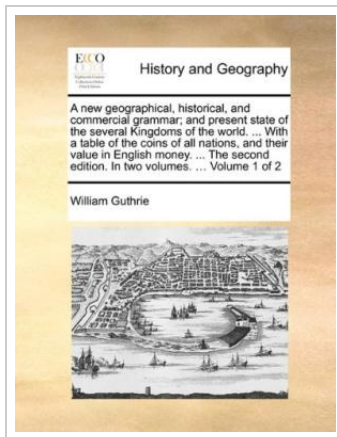 ECCO
History and Geography
A new geographical, historical, and
commercial grammar; and present state of
the several Kingdoms of the world. ... With
a table of the coins of all nations, and their
value in English money. ... The second
edition. In two volumes. ... Volume 1 of 2
William Guthrie